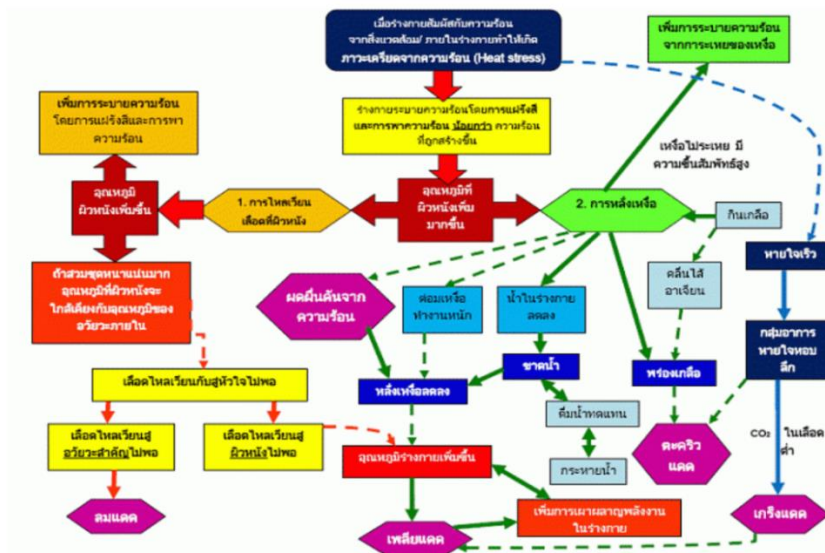 เมื่อร่างกายสัมผัสกับความร้อน
จากสิ่งแวดล้อม/ ภายในร่างกายทำให้เกิด
ภาวะเครียดจากความร้อน (Heat stress)
เพิ่มการระบายความร้อน
จากการระเหยของเหงื่อ
เพิ่มการระบายความร้อน
โดยการแผ่รังสีและการพา
ความร้อน
ร่างกายระบายความร้อนโดยการแผ่รังสี
และการพาความร้อน น้อยกว่า ความร้อน
ที่ถูกสร้างขึ้น
เหงื่อไม่ระเหย มี
ความชื้นสัมพัทธ์สูง
อุณหภูมิ
ผิวหนังเพิ่มขึ้น
1. การไหลเวียน
เลือดที่ผิวหนัง
อุณหภูมิที่
ผิวหนังเพิ่ม
มากขึ้น
2. การหลั่งเหงื่อ
กินเกลือ
หายใจเร็ว
ถ้าสวมชุดหนาแน่นมาก
อุณหภูมิที่ผิวหนังจะ
ใกล้เคียงกับอุณหภูมิของ
อวัยวะภายใน
ผดผื่นคันจาก
ความร้อน
ต่อมเหงื่อ
ทำงานหนัก
น้ำในร่างกาย
ลดลง
คลื่นไส้
อาเจียน
กลุ่มอาการ
หายใจหอบ
ลึก
เลือดไหลเวียนกับสู่หัวใจไม่พอ
หลั่งเหงื่อลดลง
ขาดน้ำ
พร่องเกลือ
ดื่มน้ำทดแทน
เลือดไหลเวียนสู่
อวัยวะสำคัญไม่พอ
เลือดไหลเวียนสู่
ผิวหนังไม่พอ
อุณหภูมิร่างกายเพิ่มขึ้น
กระหายน้ำ
ตะคริว
แดด
CO₂ ในเลือด
ต่ำ
ลมแดด
เพลียแดด
เพิ่มการเผาผลาญพลังงาน
ในร่างกาย
เกร็งแดด